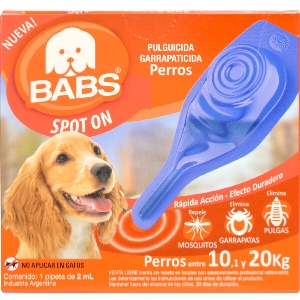 NUEVA!
PULGUICIDA
GARRAPATICIDA
Perros
BABS®
SPOT ON
Rápida Acción - Efecto Duradero
Repele
MOSQUITOS
Elimina
GARRAPATAS
Elimina
PULGAS
NO APLICAR EN GATOS
Contenido: 1 pipeta de 2 mL
Industria Argentina
Perros entre 10,1 y 20Kg